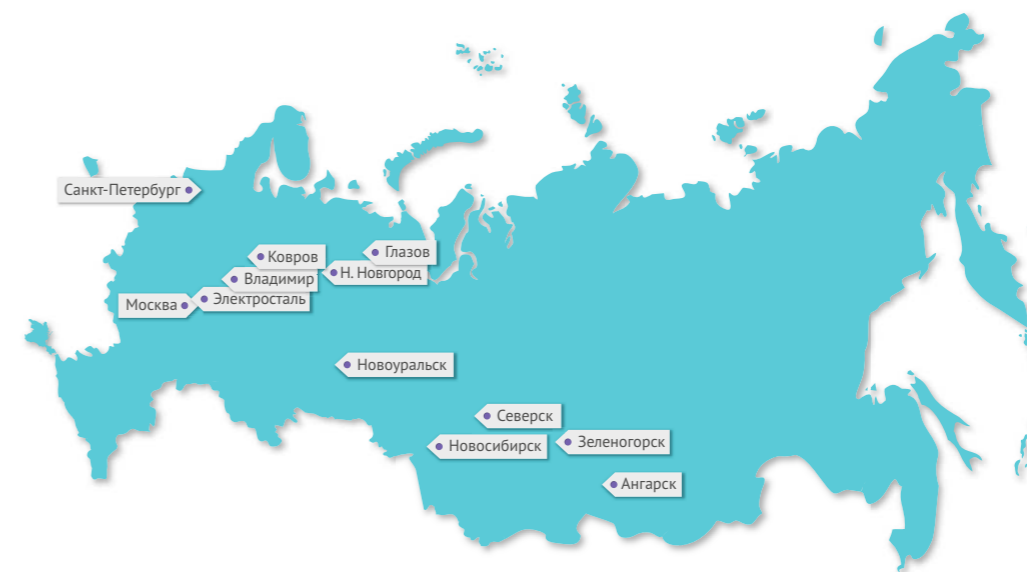 Санкт-Петербург
Ковров
Глазов
Н. Новгород
Владимир
Москва
Электросталь
Новоуральск
Северск
Новосибирск
Зеленогорск
Ангарск